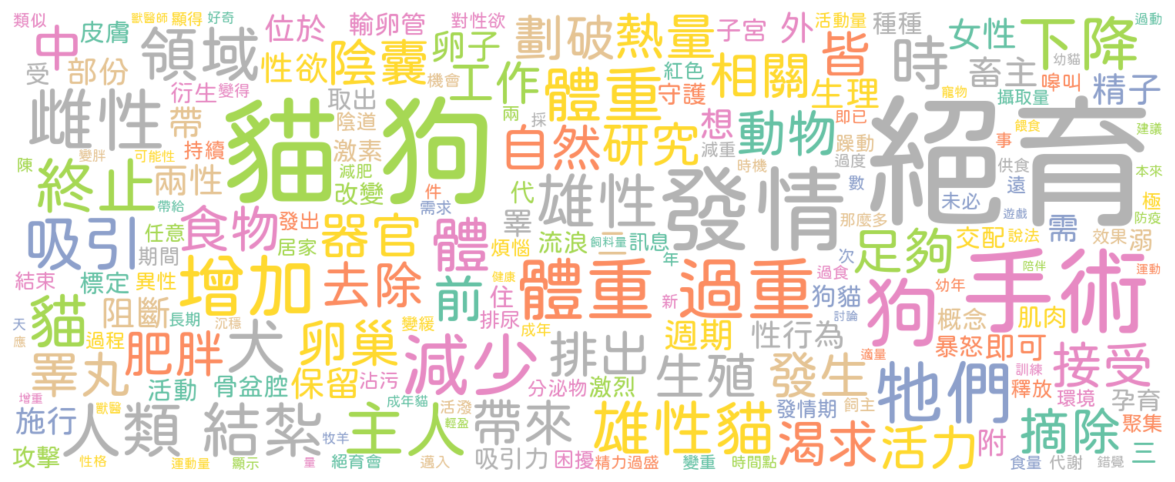 類似 獸醫師 顯得 好奇 位於 輸卵管 對性欲 劃破 熱量 子宮 外 活動量 種種 女性 下降 過動
中 皮膚 領域 陰囊 卵子 皆 時 幼貓
受 部份 性欲 機會 工作 體重 紅色 相關 生理 畜主 嗥叫 精子
雌性 衍生 變得 貓狗 守護 即已 寵物 攝取量
帶 取出 陰道 兩 採 自然 研究 想 動物 躁動 絕育 事 餵食 建議
陳 變胖 可能性 持續 激素 減重 時機 過度 供食 本來
終止 兩性 減肥 改變 件 代 雄性 發情 數 未必 遠 極
帶給 需求 睪 那麼多 遊戲 防疫
吸引 任意 食物 發出 器官 體 煩惱 流浪 三 飼料量 訊息 次 足夠 交配 說法 需 效果 溺
期間 居家 年
結束 標定 異性 增加 去除 前 住 健康 體重 過重 新 過食 狗貓 狗 幼年 手術 陪伴 運動
貓 阻斷 長期 排尿 討論 概念 肌肉
天 應 過程 沉穩 肥胖 犬 卵巢 變緩 成年 減少 排出 週期 性行為 適量 暴怒 即可 接受
睪丸 活動 骨盆腔 保留 沾污 分泌物 激烈 生殖 發生 牠們 訓練 釋放 環境
增重 獸醫 成年貓 活潑 輕盈 發情期 飼主 孕育
施行 人類 結紮 主人 帶來 雄性貓 渴求 活力 附 摘除 聚集
攻擊 性格 運動量 顯示 量 絕育會 牧羊 邁入 吸引力 困擾 精力過盛 變重 時間點 食量 代謝 錯覺 三